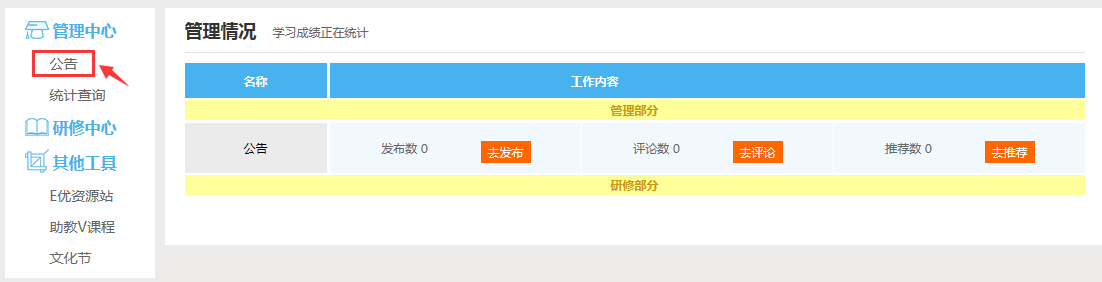 管理中心
公告
统计查询
研修中心
其他工具
E优资源站
助教V课程
文化节
管理情况 学习成绩正在统计
名称 工作内容
管理部分
公告 发布数 0 去发布 评论数 0 去评论 推荐数 0 去推荐
研修部分